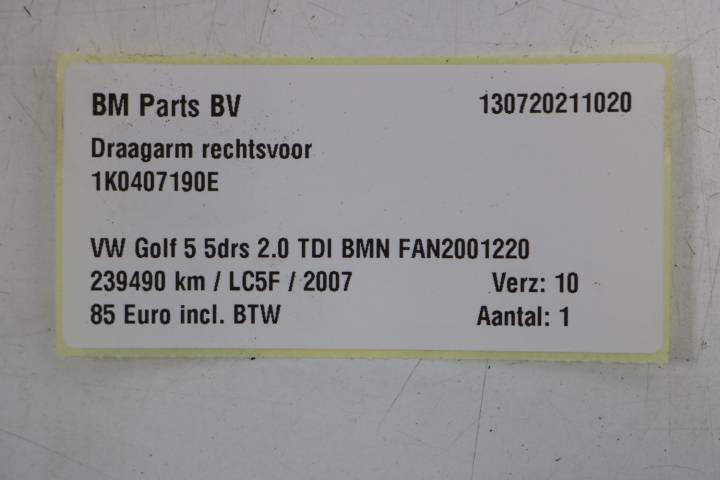 BM Parts BV 130720211020
Draagarm rechtsvoor
1K0407190E
VW Golf 5 5drs 2.0 TDI BMN FAN2001220
239490 km / LC5F / 2007 Verz: 10
85 Euro incl. BTW Aantal: 1